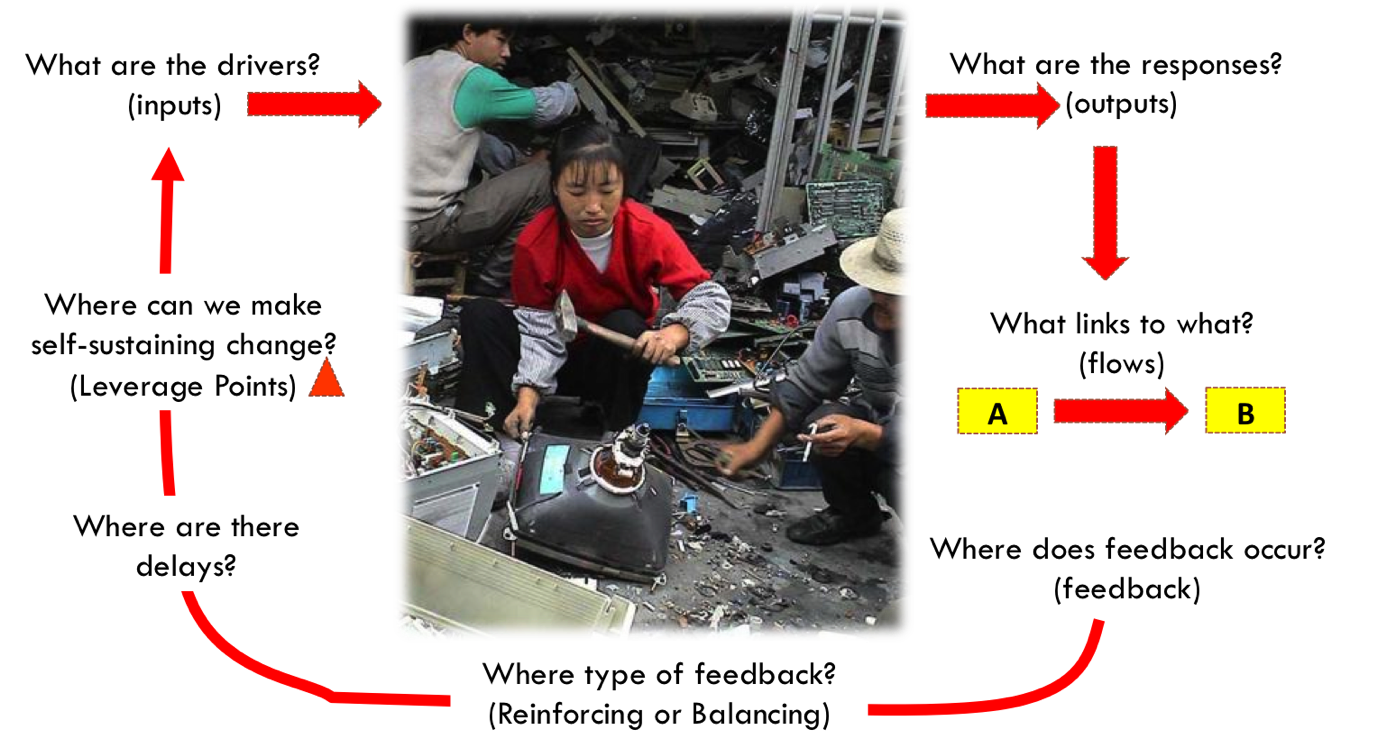 What are the drivers?
(inputs)
What are the responses?
(outputs)
What links to what?
(flows)
A
B
Where does feedback occur?
(feedback)
Where type of feedback?
(Reinforcing or Balancing)
Where are there
delays?
Where can we make
self-sustaining change?
(Leverage Points)